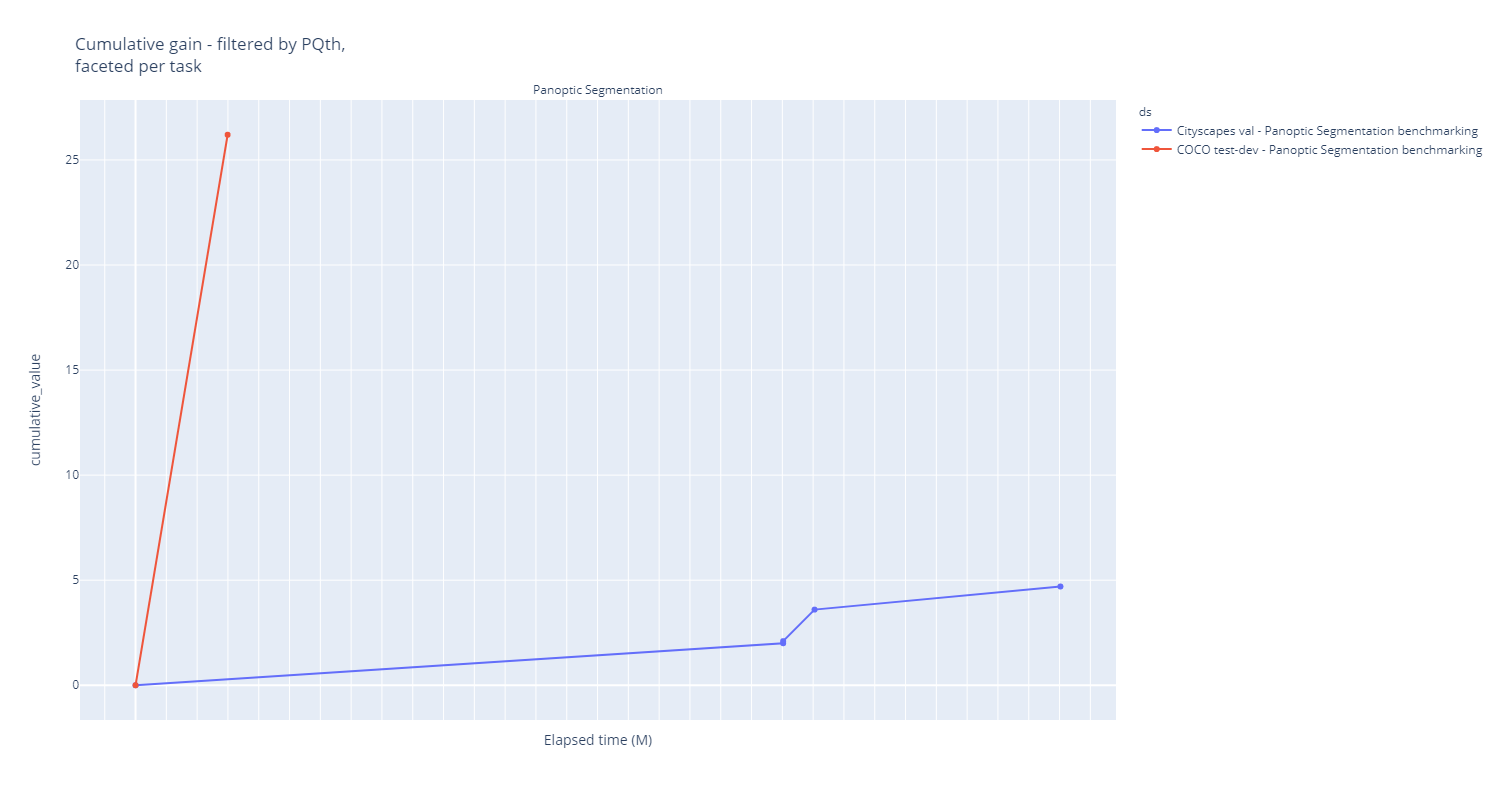 Cumulative gain - filtered by PQth,
faceted per task
Panoptic Segmentation
ds
Cityscapes val - Panoptic Segmentation benchmarking
COCO test-dev - Panoptic Segmentation benchmarking
25
20
15
10
5
0
cumulative_value
Elapsed time (M)